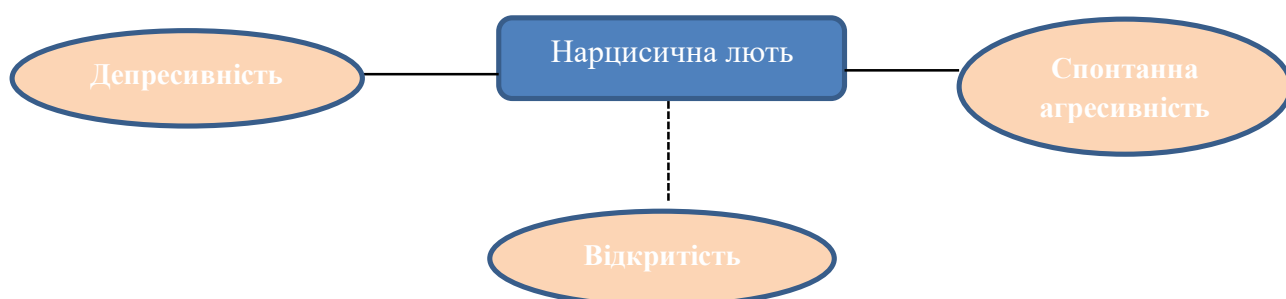 Нарцисична лють
Депресивність
Спонтанна
агресивність
Відкритість